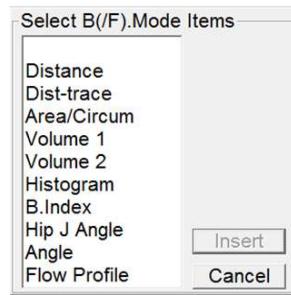 Select B(/F).Mode Items
Distance
Dist-trace
Area/Circum
Volume 1
Volume 2
Histogram
B.Index
Hip J Angle
Angle
Flow Profile
Insert
Cancel